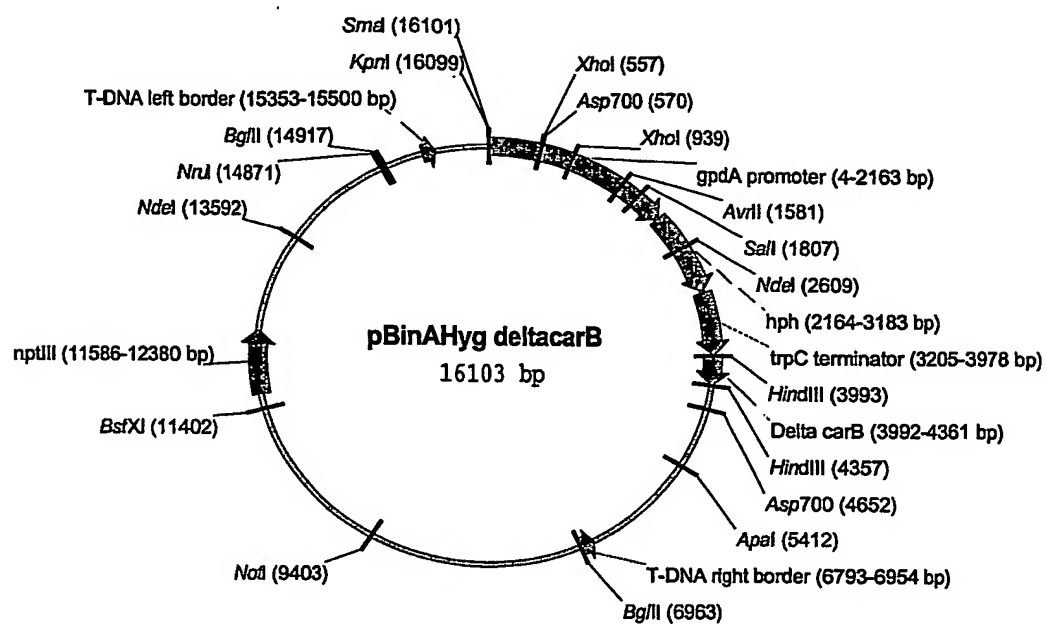 SmaI (16101)
KpnI (16099)
T-DNA left border (15353-15500 bp)
BglII (14917)
NruI (14871)
NdeI (13592)
nptIII (11586-12380 bp)
BstXI (11402)
NotI (9403)
XhoI (557)
Asp700 (570)
XhoI (939)
gpdA promoter (4-2163 bp)
AvrII (1581)
SalI (1807)
NdeI (2609)
hph (2164-3183 bp)
trpC terminator (3205-3978 bp)
HindIII (3993)
Delta carB (3992-4361 bp)
HindIII (4357)
Asp700 (4652)
ApaI (5412)
T-DNA right border (6793-6954 bp)
BglII (6963)
pBinAHyg deltacarB
16103 bp